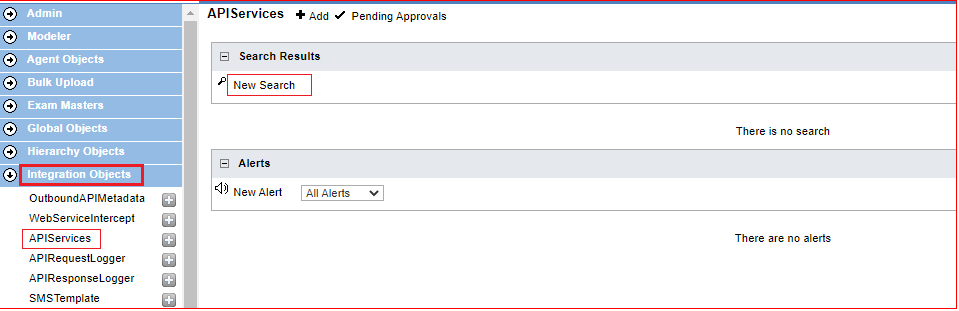 Admin
Modeler
Agent Objects
Bulk Upload
Exam Masters
Global Objects
Hierarchy Objects
Integration Objects
OutboundAPIMetadata
WebServiceIntercept
APIServices
APIRequestLogger
APIResponseLogger
SMSTemplate
APIServices Add Pending Approvals
Search Results
New Search
There is no search
Alerts
New Alert All Alerts
There are no alerts